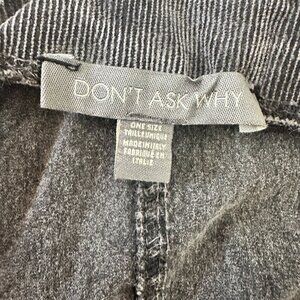 DON'T ASK WHY
ONE SIZE
TAILLE UNIQUE
MADE IN ITALY
FABRIQUÉ EN
ITALIE